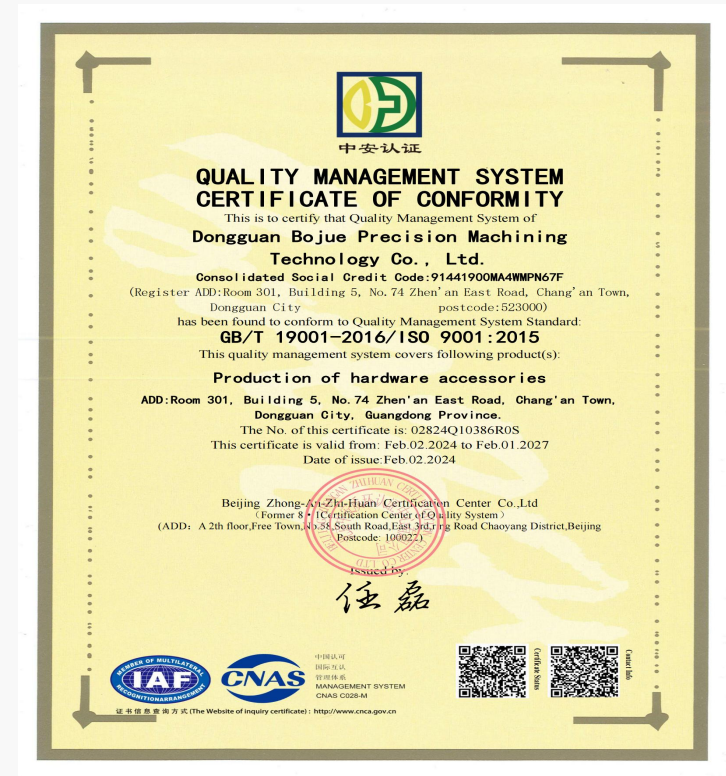 中安认证
QUALITY MANAGEMENT SYSTEM
CERTIFICATE OF CONFORMITY
This is to certify that Quality Management System of
Dongguan Bojue Precision Machining
Technology Co., Ltd.
Consolidated Social Credit Code:91441900MA4WMPN67F
(Register ADD:Room 301, Building 5, No.74 Zhen'an East Road, Chang'an Town,
Dongguan City postcode:523000)
has been found to conform to Quality Management System Standard:
GB/T 19001-2016/ISO 9001:2015
This quality management system covers following product(s):
Production of hardware accessories
ADD:Room 301, Building 5, No.74 Zhen'an East Road, Chang'an Town,
Dongguan City, Guangdong Province.
The No. of this certificate is: 02824Q10386R0S
This certificate is valid from: Feb.02.2024 to Feb.01.2027
Date of issue:Feb.02.2024
Beijing Zhong-An-Zhi-Huan Certification Center Co.,Ltd
(Former 8·1Certification Center of Quality System)
(ADD: A 2th floor,Free Town,No.58,South Road,East 3rd,ring Road Chaoyang District,Beijing
Postcode: 100022)
Issued by:
任磊
MEMBER OF MULTILATERAL
IAF
RECOGNITIONARRANGEMENT
CNAS
中国认可
国际互认
管理体系
MANAGEMENT SYSTEM
CNAS C028-M
Certificate Status
Contact Info
证书信息查询方式(The Website of inquiry certificate): http://www.cnca.gov.cn